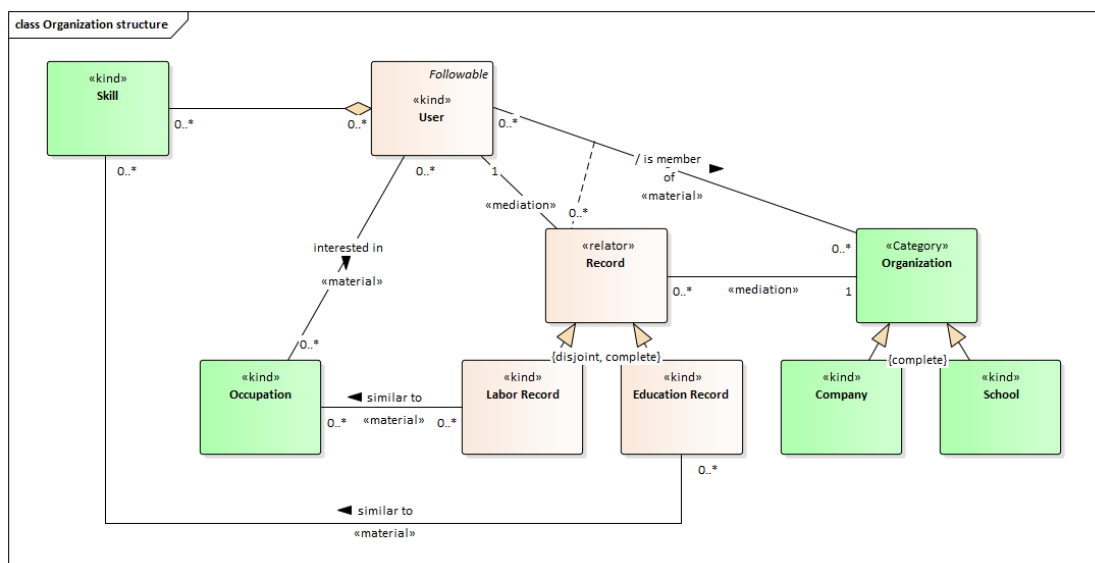 class Organization structure
«kind»
Skill
Followable
«kind»
User
0..*
0..*
0..*
0..*
0..*
1
/ is member
of
«material»
«mediation»
0..*
interested in
«material»
«relator»
Record
0..*
«Category»
Organization
0..*
«mediation»
1
0..*
{disjoint, complete}
{complete}
«kind»
Occupation
«kind»
Labor Record
«kind»
Education Record
«kind»
Company
«kind»
School
similar to
0..*
«material»
0..*
0..*
similar to
«material»